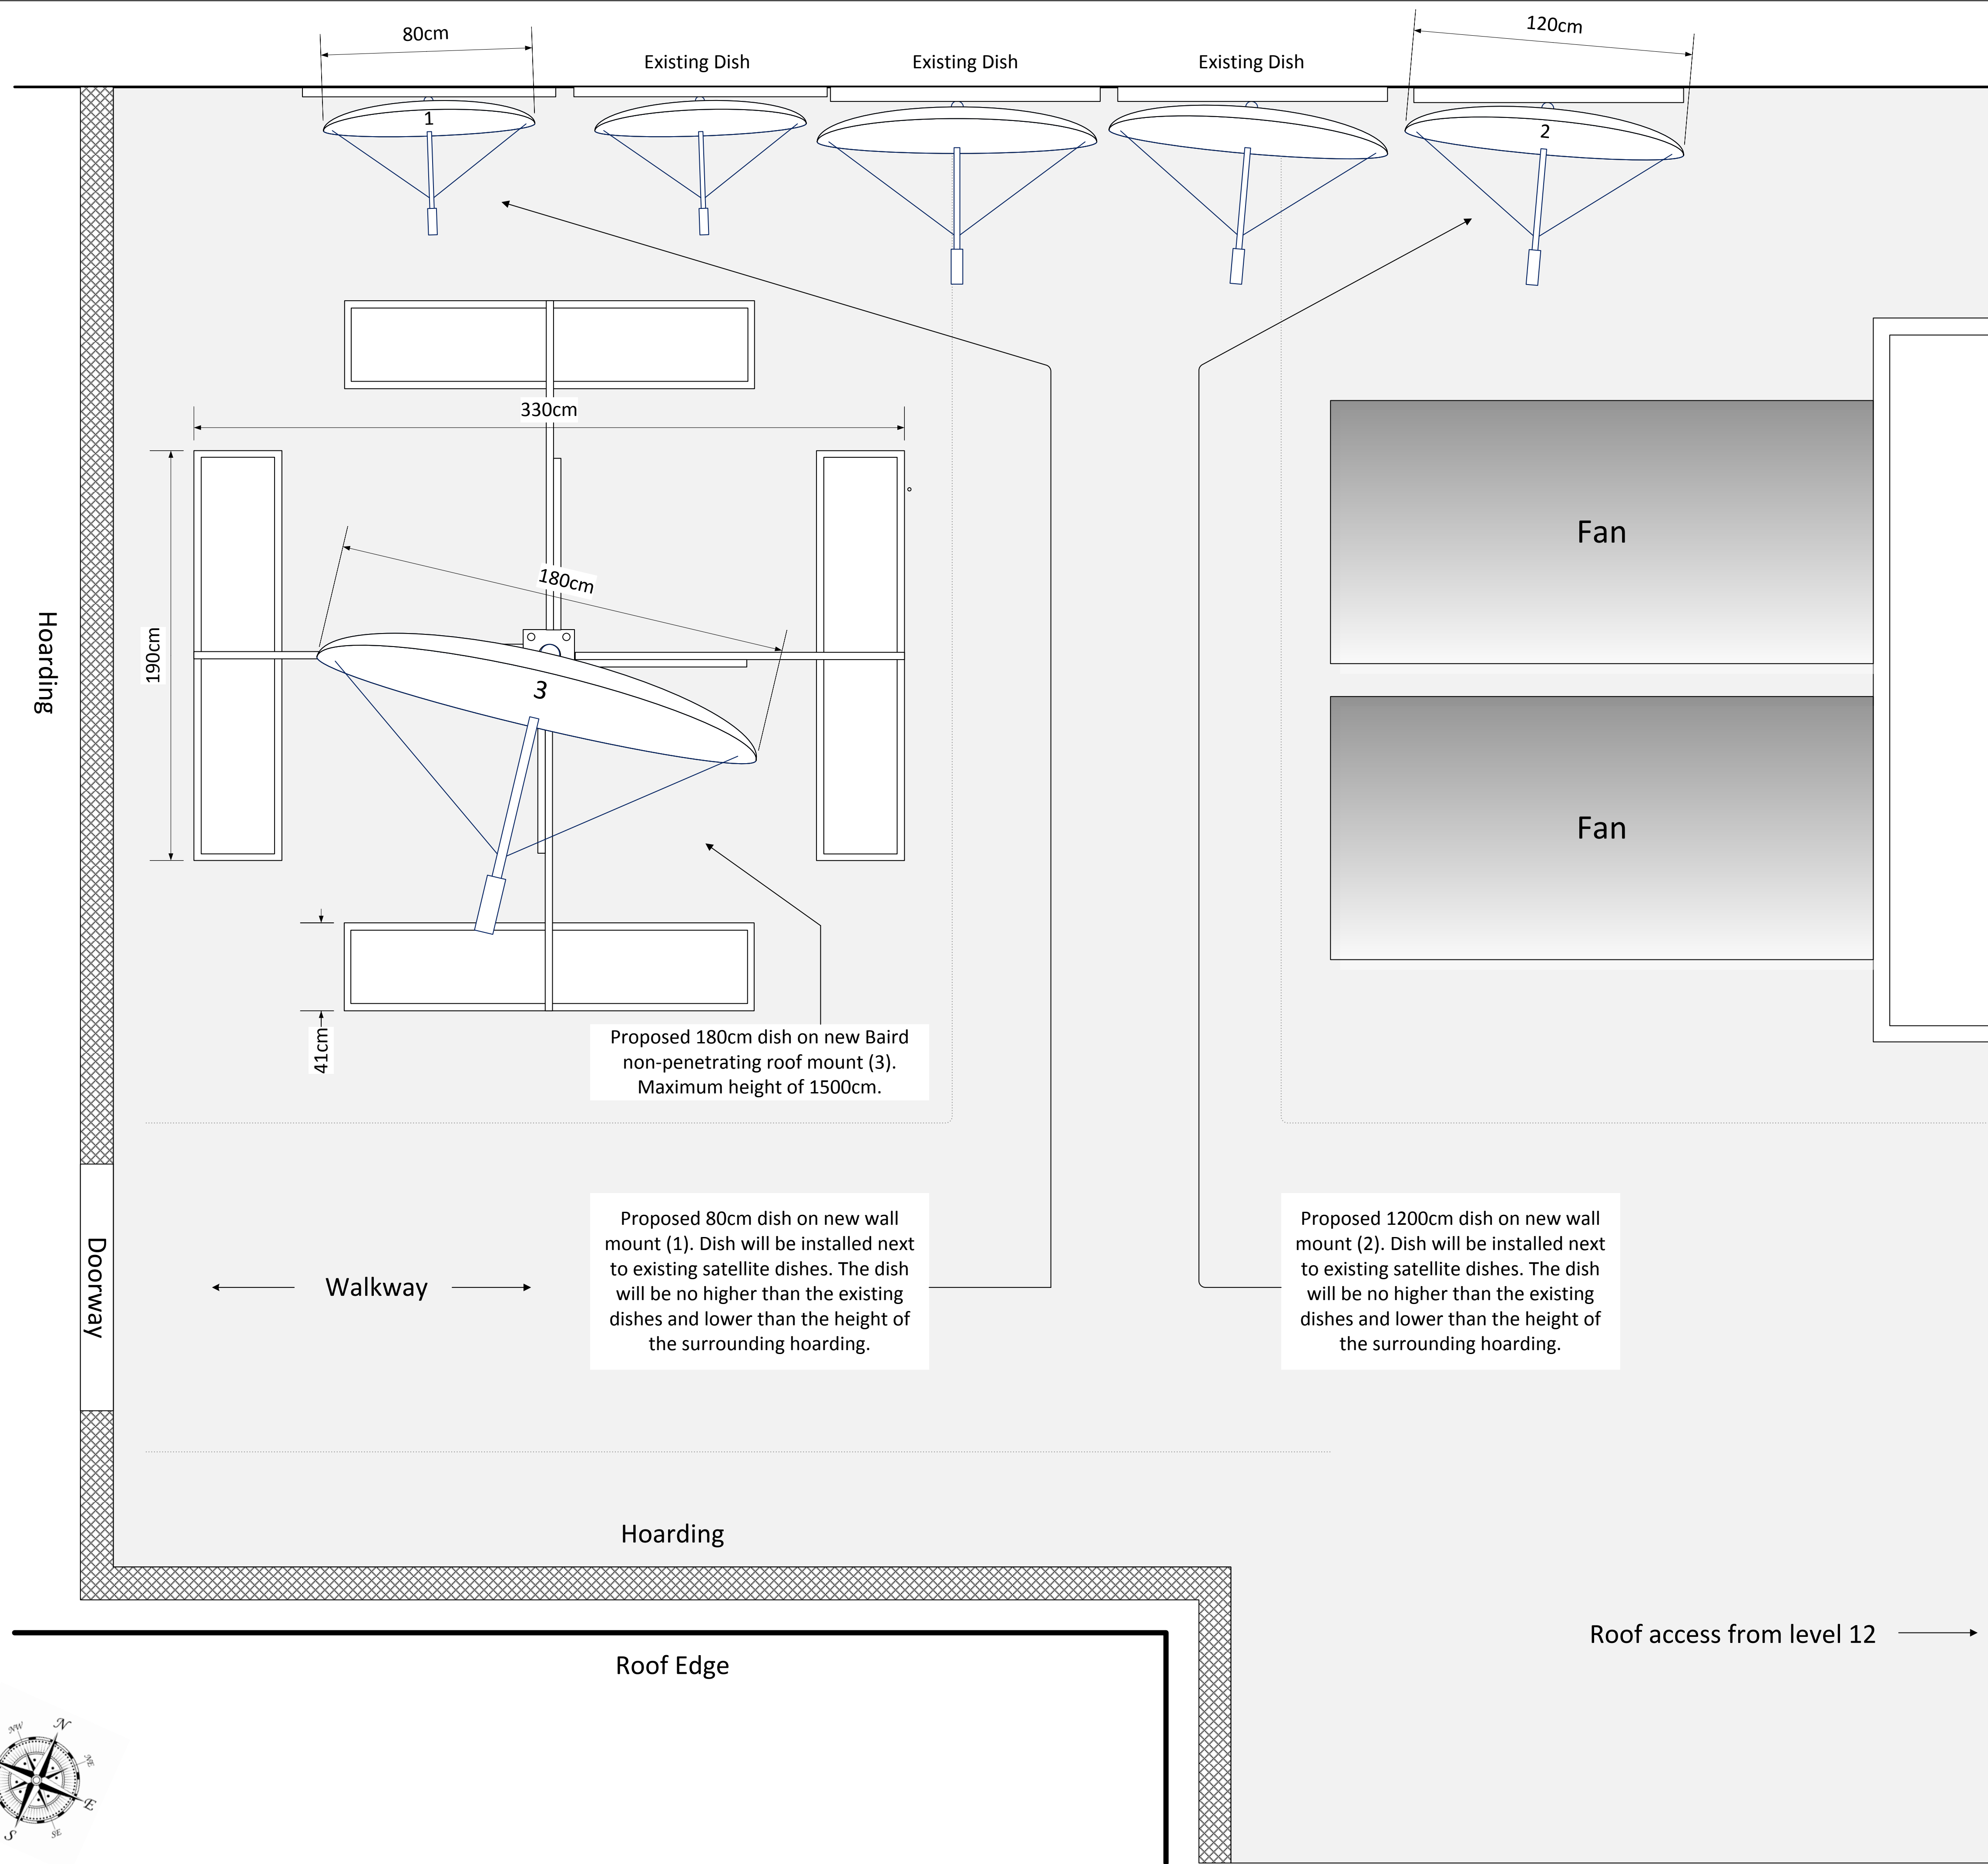 80cm
120cm
Existing Dish
Existing Dish
Existing Dish
1
2
330cm
180cm
190cm
3
Hoarding
Fan
Fan
41cm
Proposed 180cm dish on new Baird
non-penetrating roof mount (3).
Maximum height of 1500cm.
Doorway
Walkway
Proposed 80cm dish on new wall
mount (1). Dish will be installed next
to existing satellite dishes. The dish
will be no higher than the existing
dishes and lower than the height of
the surrounding hoarding.
Proposed 1200cm dish on new wall
mount (2). Dish will be installed next
to existing satellite dishes. The dish
will be no higher than the existing
dishes and lower than the height of
the surrounding hoarding.
Hoarding
Roof access from level 12
Roof Edge
NW
N
NE
E
SE
S